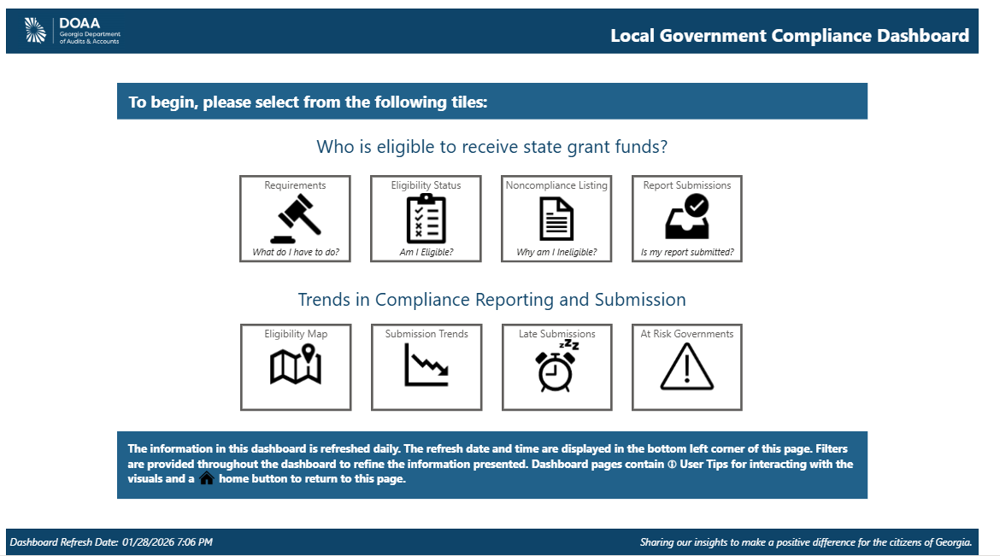 DOAA
Georgia Department
of Audits & Accounts
Local Government Compliance Dashboard
To begin, please select from the following tiles:
Who is eligible to receive state grant funds?
Requirements
What do I have to do?
Eligibility Status
Am I Eligible?
Noncompliance Listing
Why am I Ineligible?
Report Submissions
Is my report submitted?
Trends in Compliance Reporting and Submission
Eligibility Map
Submission Trends
Late Submissions
zZZ
At Risk Governments
The information in this dashboard is refreshed daily. The refresh date and time are displayed in the bottom left corner of this page. Filters
are provided throughout the dashboard to refine the information presented. Dashboard pages contain ⓘ User Tips for interacting with the
visuals and a home button to return to this page.
Dashboard Refresh Date: 01/28/2026 7:06 PM
Sharing our insights to make a positive difference for the citizens of Georgia.